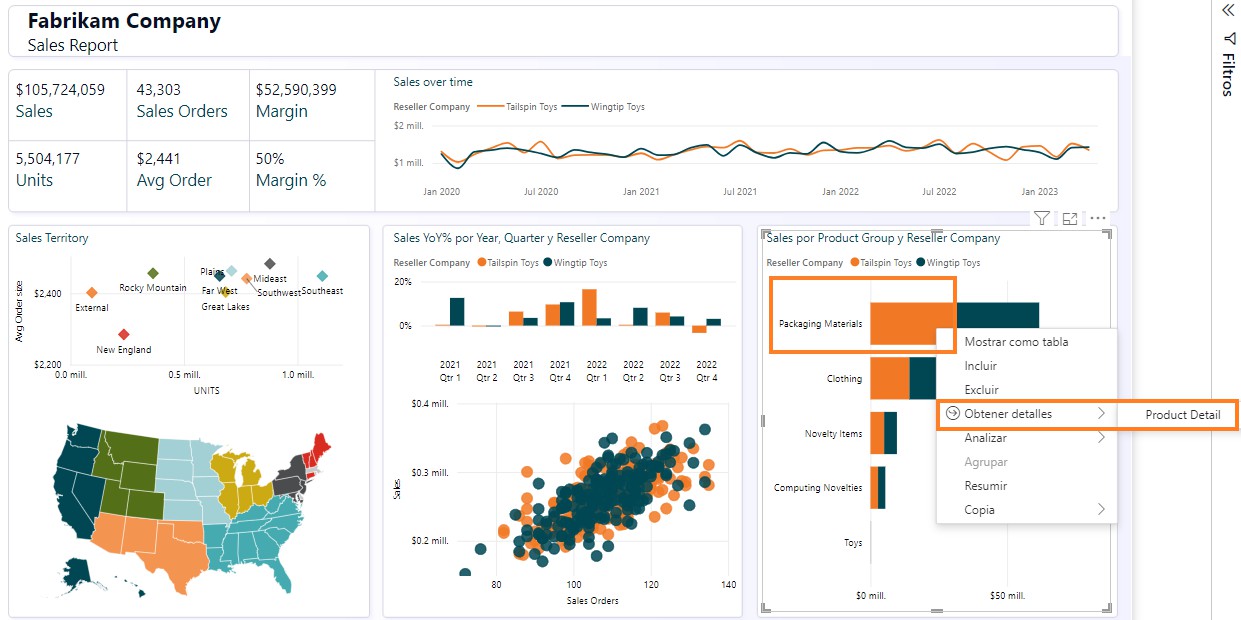 Fabrikam Company
Sales Report
Filtros
$105,724,059
Sales
43,303
Sales Orders
$52,590,399
Margin
5,504,177
Units
$2,441
Avg Order
50%
Margin %
Sales over time
Reseller Company Tailspin Toys Wingtip Toys
$2 mill.
$1 mill.
Jan 2020 Jul 2020 Jan 2021 Jul 2021 Jan 2022 Jul 2022 Jan 2023
Sales Territory
Avg Order size
$2,400
$2,200
External
Rocky Mountain
New England
Plains
Far West
Great Lakes
Mideast
Southwest
Southeast
0.0 mill. 0.5 mill. 1.0 mill.
UNITS
Sales YoY% por Year, Quarter y Reseller Company
Reseller Company Tailspin Toys Wingtip Toys
20%
0%
2021 2021 2021 2021 2022 2022 2022 2022
Qtr 1 Qtr 2 Qtr 3 Qtr 4 Qtr 1 Qtr 2 Qtr 3 Qtr 4
$0.4 mill.
$0.3 mill.
$0.2 mill.
Sales
80 100 120 140
Sales Orders
Sales por Product Group y Reseller Company
Reseller Company Tailspin Toys Wingtip Toys
Packaging Materials
Clothing
Novelty Items
Computing Novelties
Toys
$0 mill. $50 mill.
Mostrar como tabla
Incluir
Excluir
Obtener detalles
Product Detail
Analizar
Agrupar
Resumir
Copia